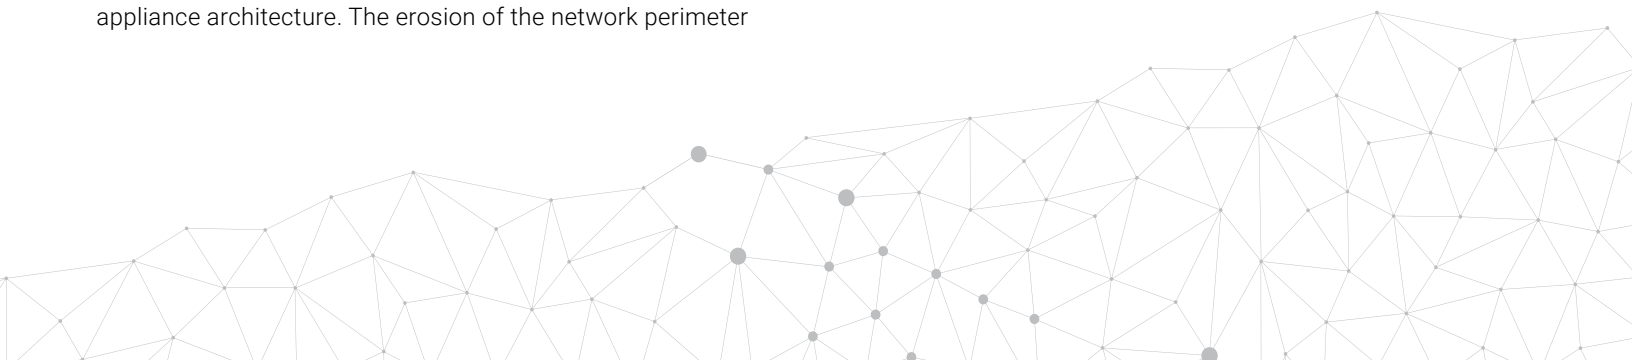 appliance architecture. The erosion of the network perimeter